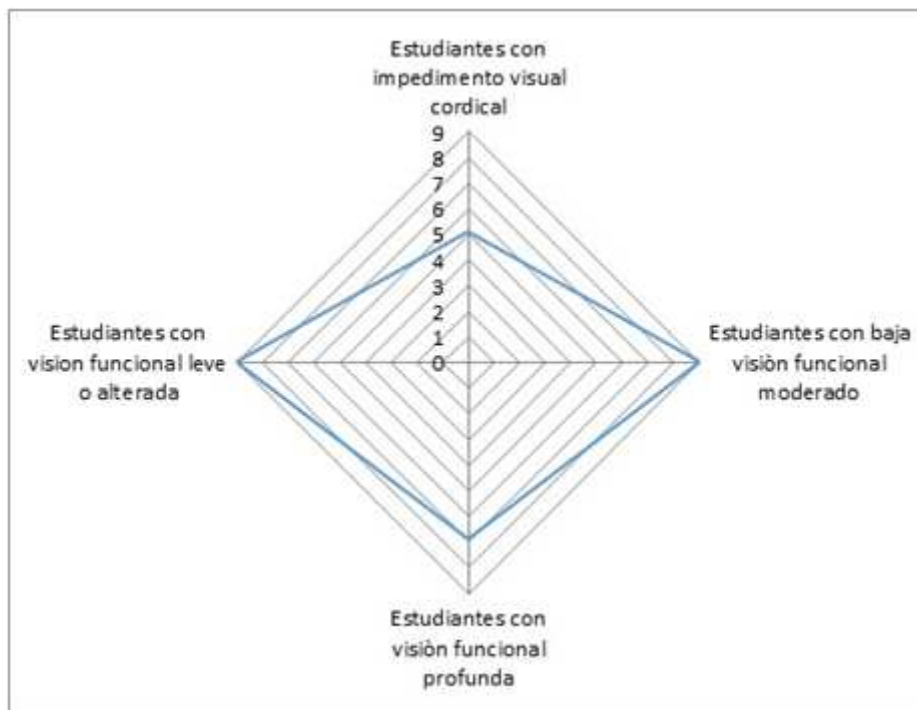 Estudiantes con
impedimento visual
cordical
9
8
7
6
5
4
3
2
1
0
Estudiantes con
vision funcional leve
o alterada
Estudiantes con baja
visiòn funcional
moderado
Estudiantes con
visiòn funcional
profunda